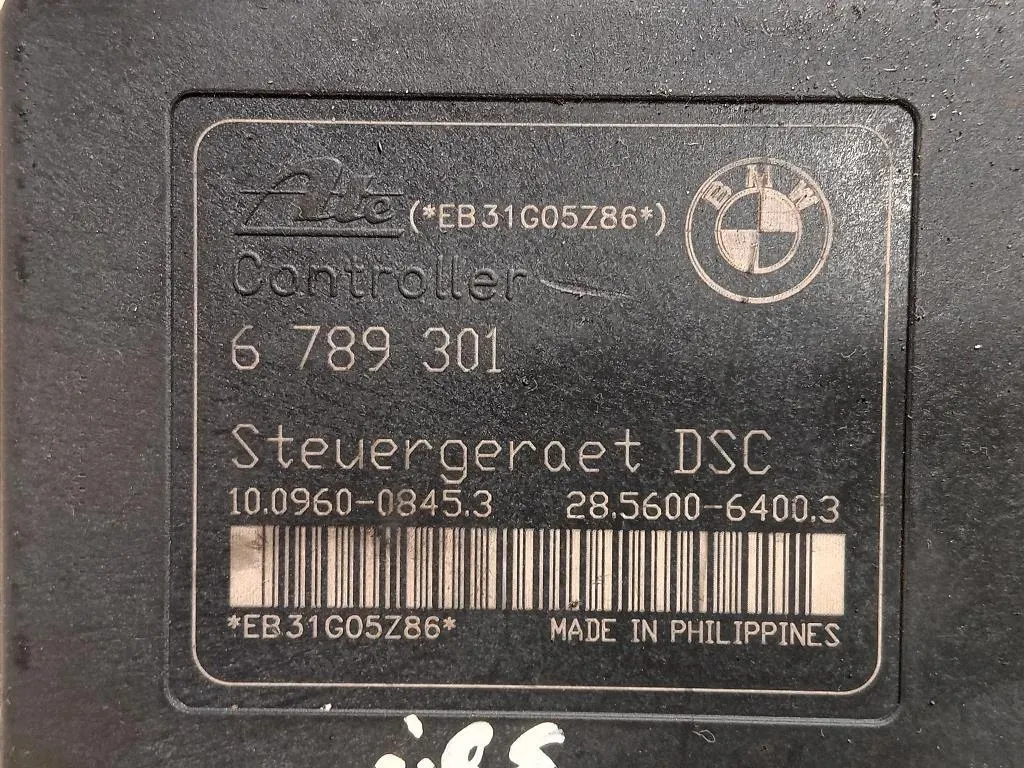 Ate (*EB31G05Z86*)
BMW
Controller
6 789 301
Steuergeraet DSC
10.0960-0845.3 28.5600-6400.3
*EB31G05Z86* MADE IN PHILIPPINES